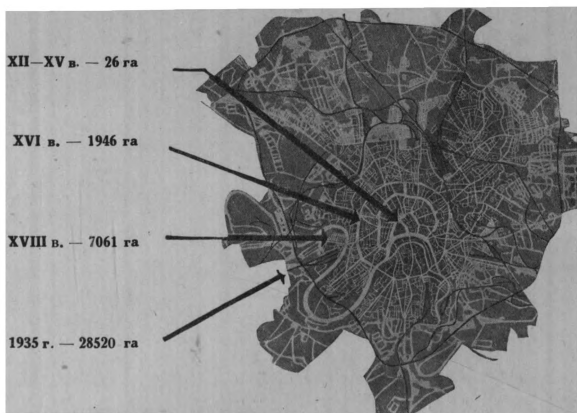 XII—XV в. — 26 га
XVI в. — 1946 га
XVIII в. — 7061 га
1935 г. — 28520 га